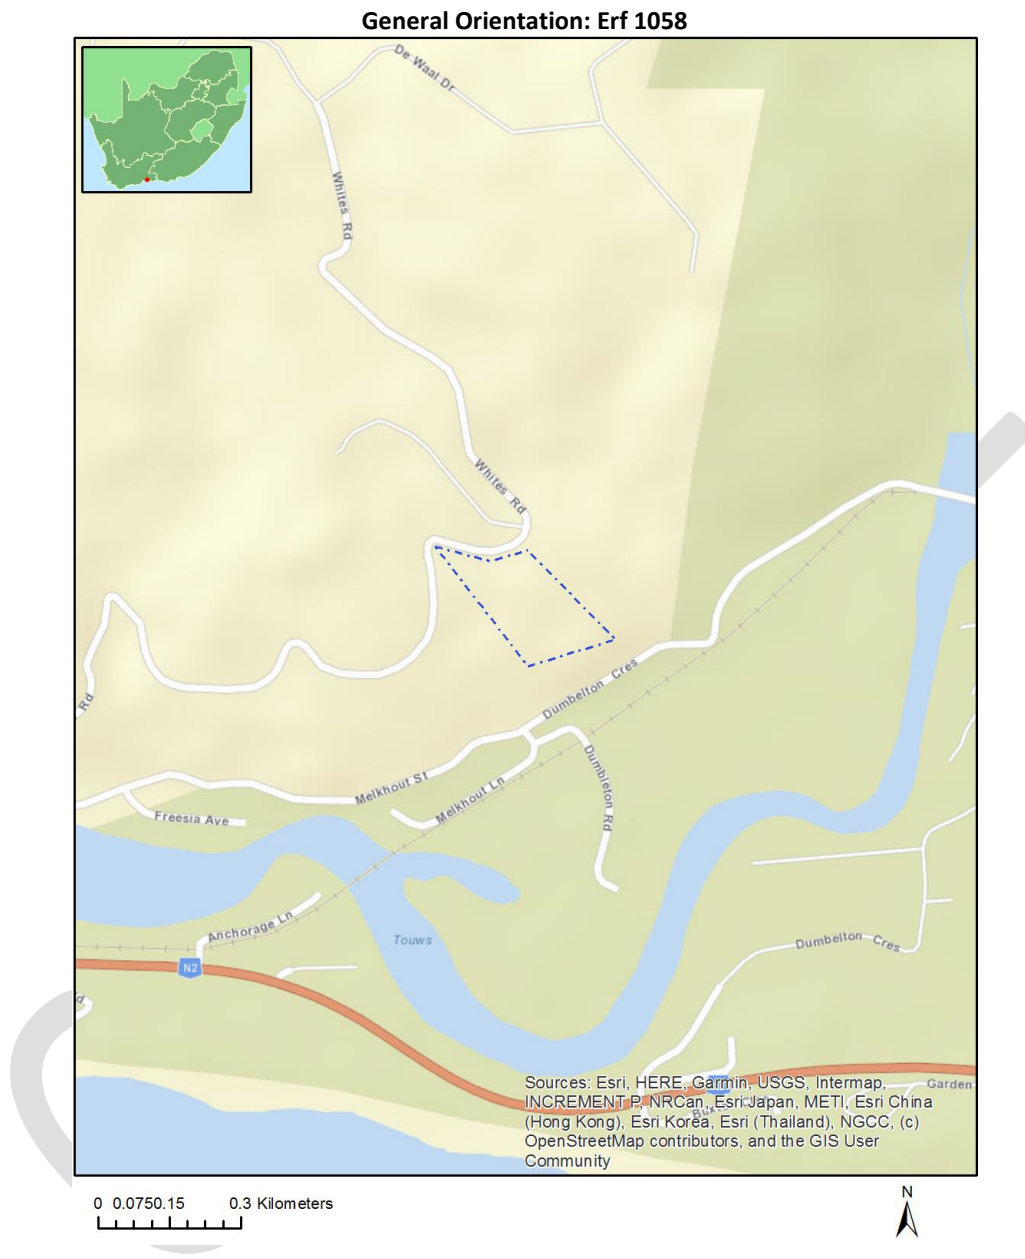 General Orientation: Erf 1058
De Waal Dr
Whites Rd
Whites Rd
Rd
Dumbelton Cres
Melkhout St
Melkhout Ln
Dumbleton Rd
Freesia Ave
Anchorage Ln
Touws
Dumbelton Cres
N2
d
Garden
Sources: Esri, HERE, Garmin, USGS, Intermap,
INCREMENT P, NRCan, Esri Japan, METI, Esri China
(Hong Kong), Esri Korea, Esri (Thailand), NGCC, (c)
OpenStreetMap contributors, and the GIS User
Community
0 0.0750.15 0.3 Kilometers
N